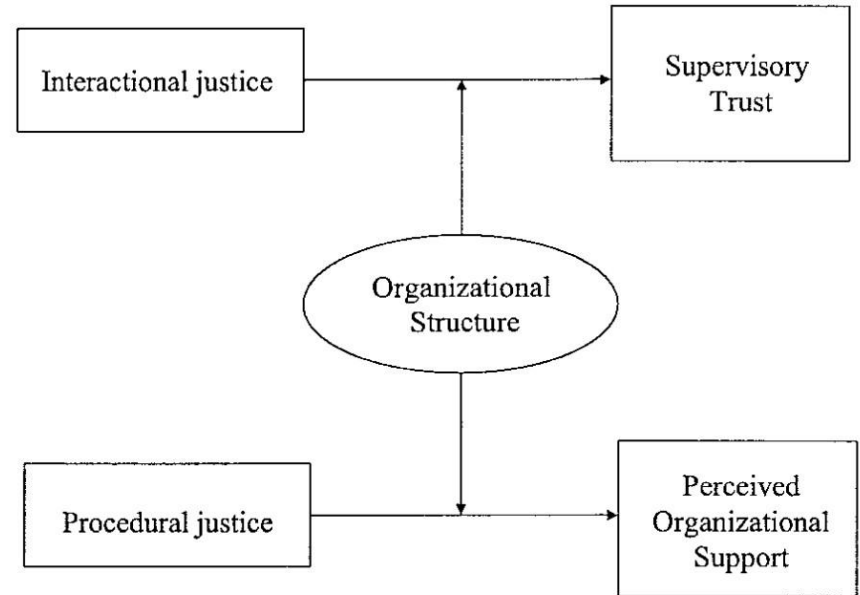 Interactional justice
Supervisory
Trust
Organizational
Structure
Procedural justice
Perceived
Organizational
Support